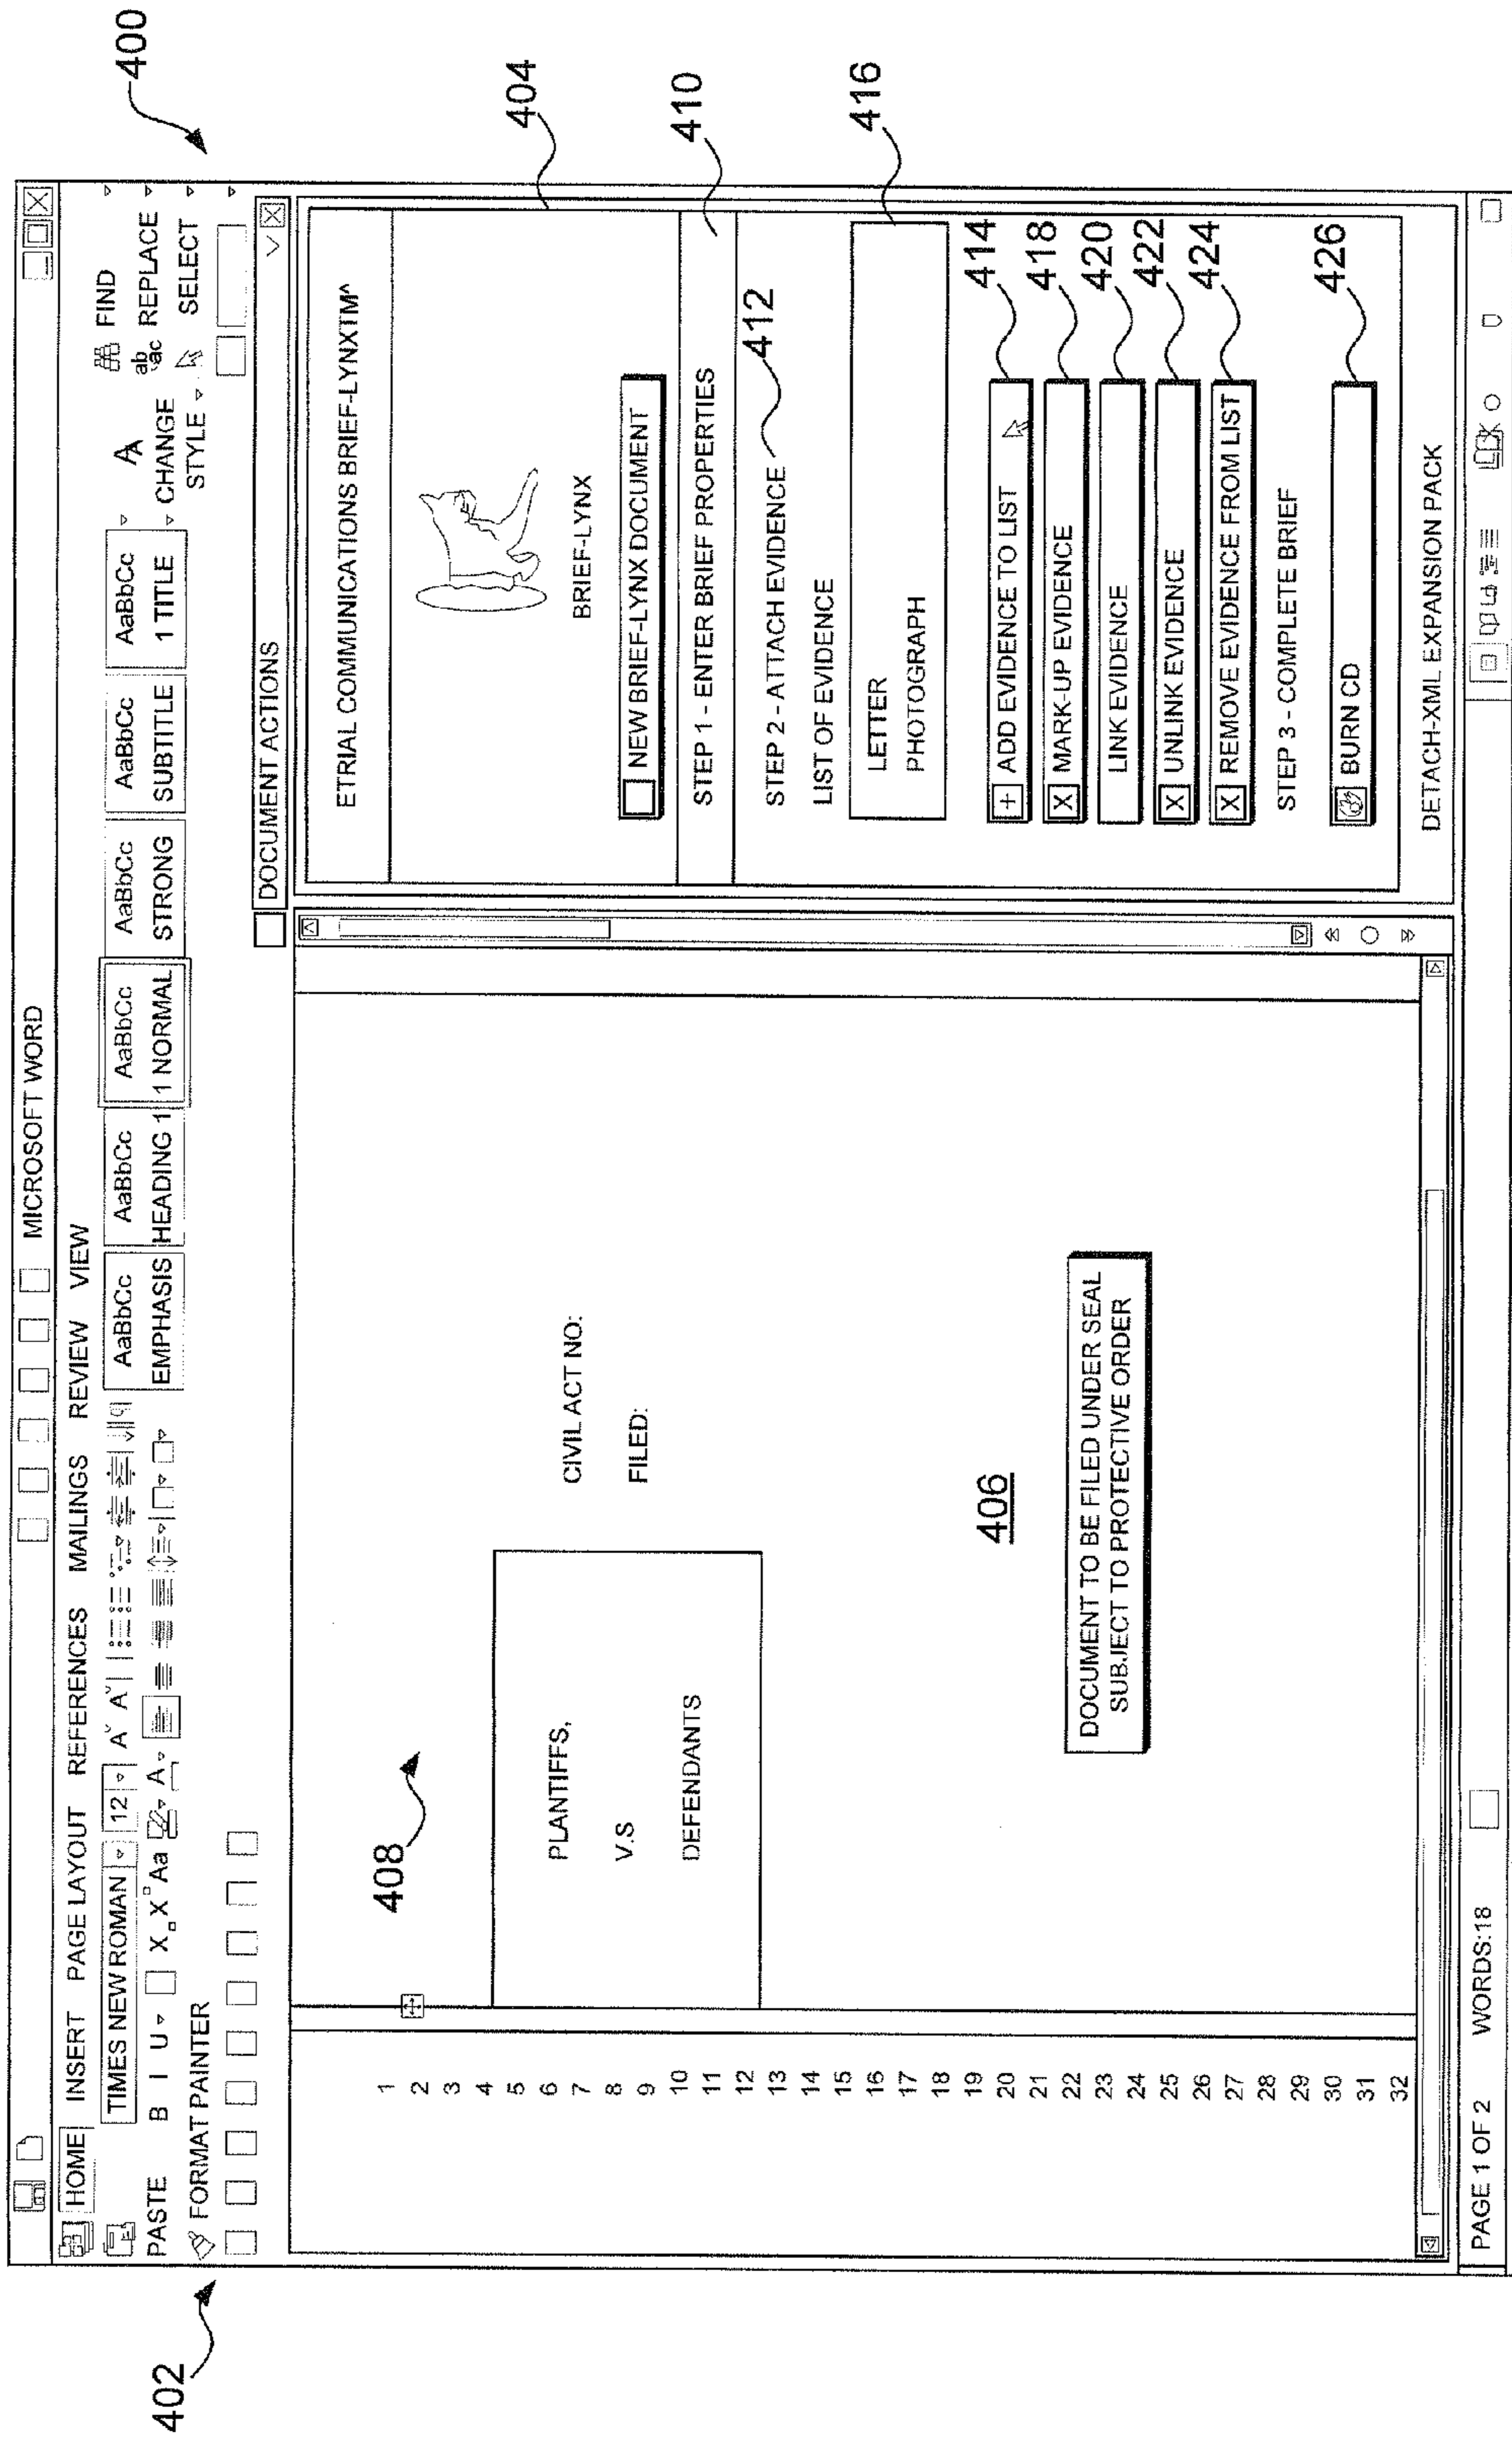 MICROSOFT WORD
400
402
HOME INSERT PAGE LAYOUT REFERENCES MAILINGS REVIEW VIEW
TIMES NEW ROMAN 12 A A AaBbCc AaBbCc AaBbCc AaBbCc AaBbCc AaBbCc A FIND
PASTE B I U X X Aa A EMPHASIS HEADING 1 1 NORMAL STRONG SUBTITLE 1 TITLE CHANGE STYLE ab ac REPLACE
FORMAT PAINTER SELECT
DOCUMENT ACTIONS
1
2
3
4
5
6
7
8
9
10
11
12
13
14
15
16
17
18
19
20
21
22
23
24
25
26
27
28
29
30
31
32
408
PLANTIFFS,
V.S
DEFENDANTS
CIVIL ACT NO:
FILED:
406
DOCUMENT TO BE FILED UNDER SEAL
SUBJECT TO PROTECTIVE ORDER
ETRIAL COMMUNICATIONS BRIEF-LYNXTM^
404
BRIEF-LYNX
NEW BRIEF-LYNX DOCUMENT
STEP 1 - ENTER BRIEF PROPERTIES
410
STEP 2 - ATTACH EVIDENCE
412
LIST OF EVIDENCE
LETTER
PHOTOGRAPH
416
+ ADD EVIDENCE TO LIST
414
X MARK-UP EVIDENCE
418
LINK EVIDENCE
420
X UNLINK EVIDENCE
422
X REMOVE EVIDENCE FROM LIST
424
STEP 3 - COMPLETE BRIEF
BURN CD
426
DETACH-XML EXPANSION PACK
PAGE 1 OF 2 WORDS:18